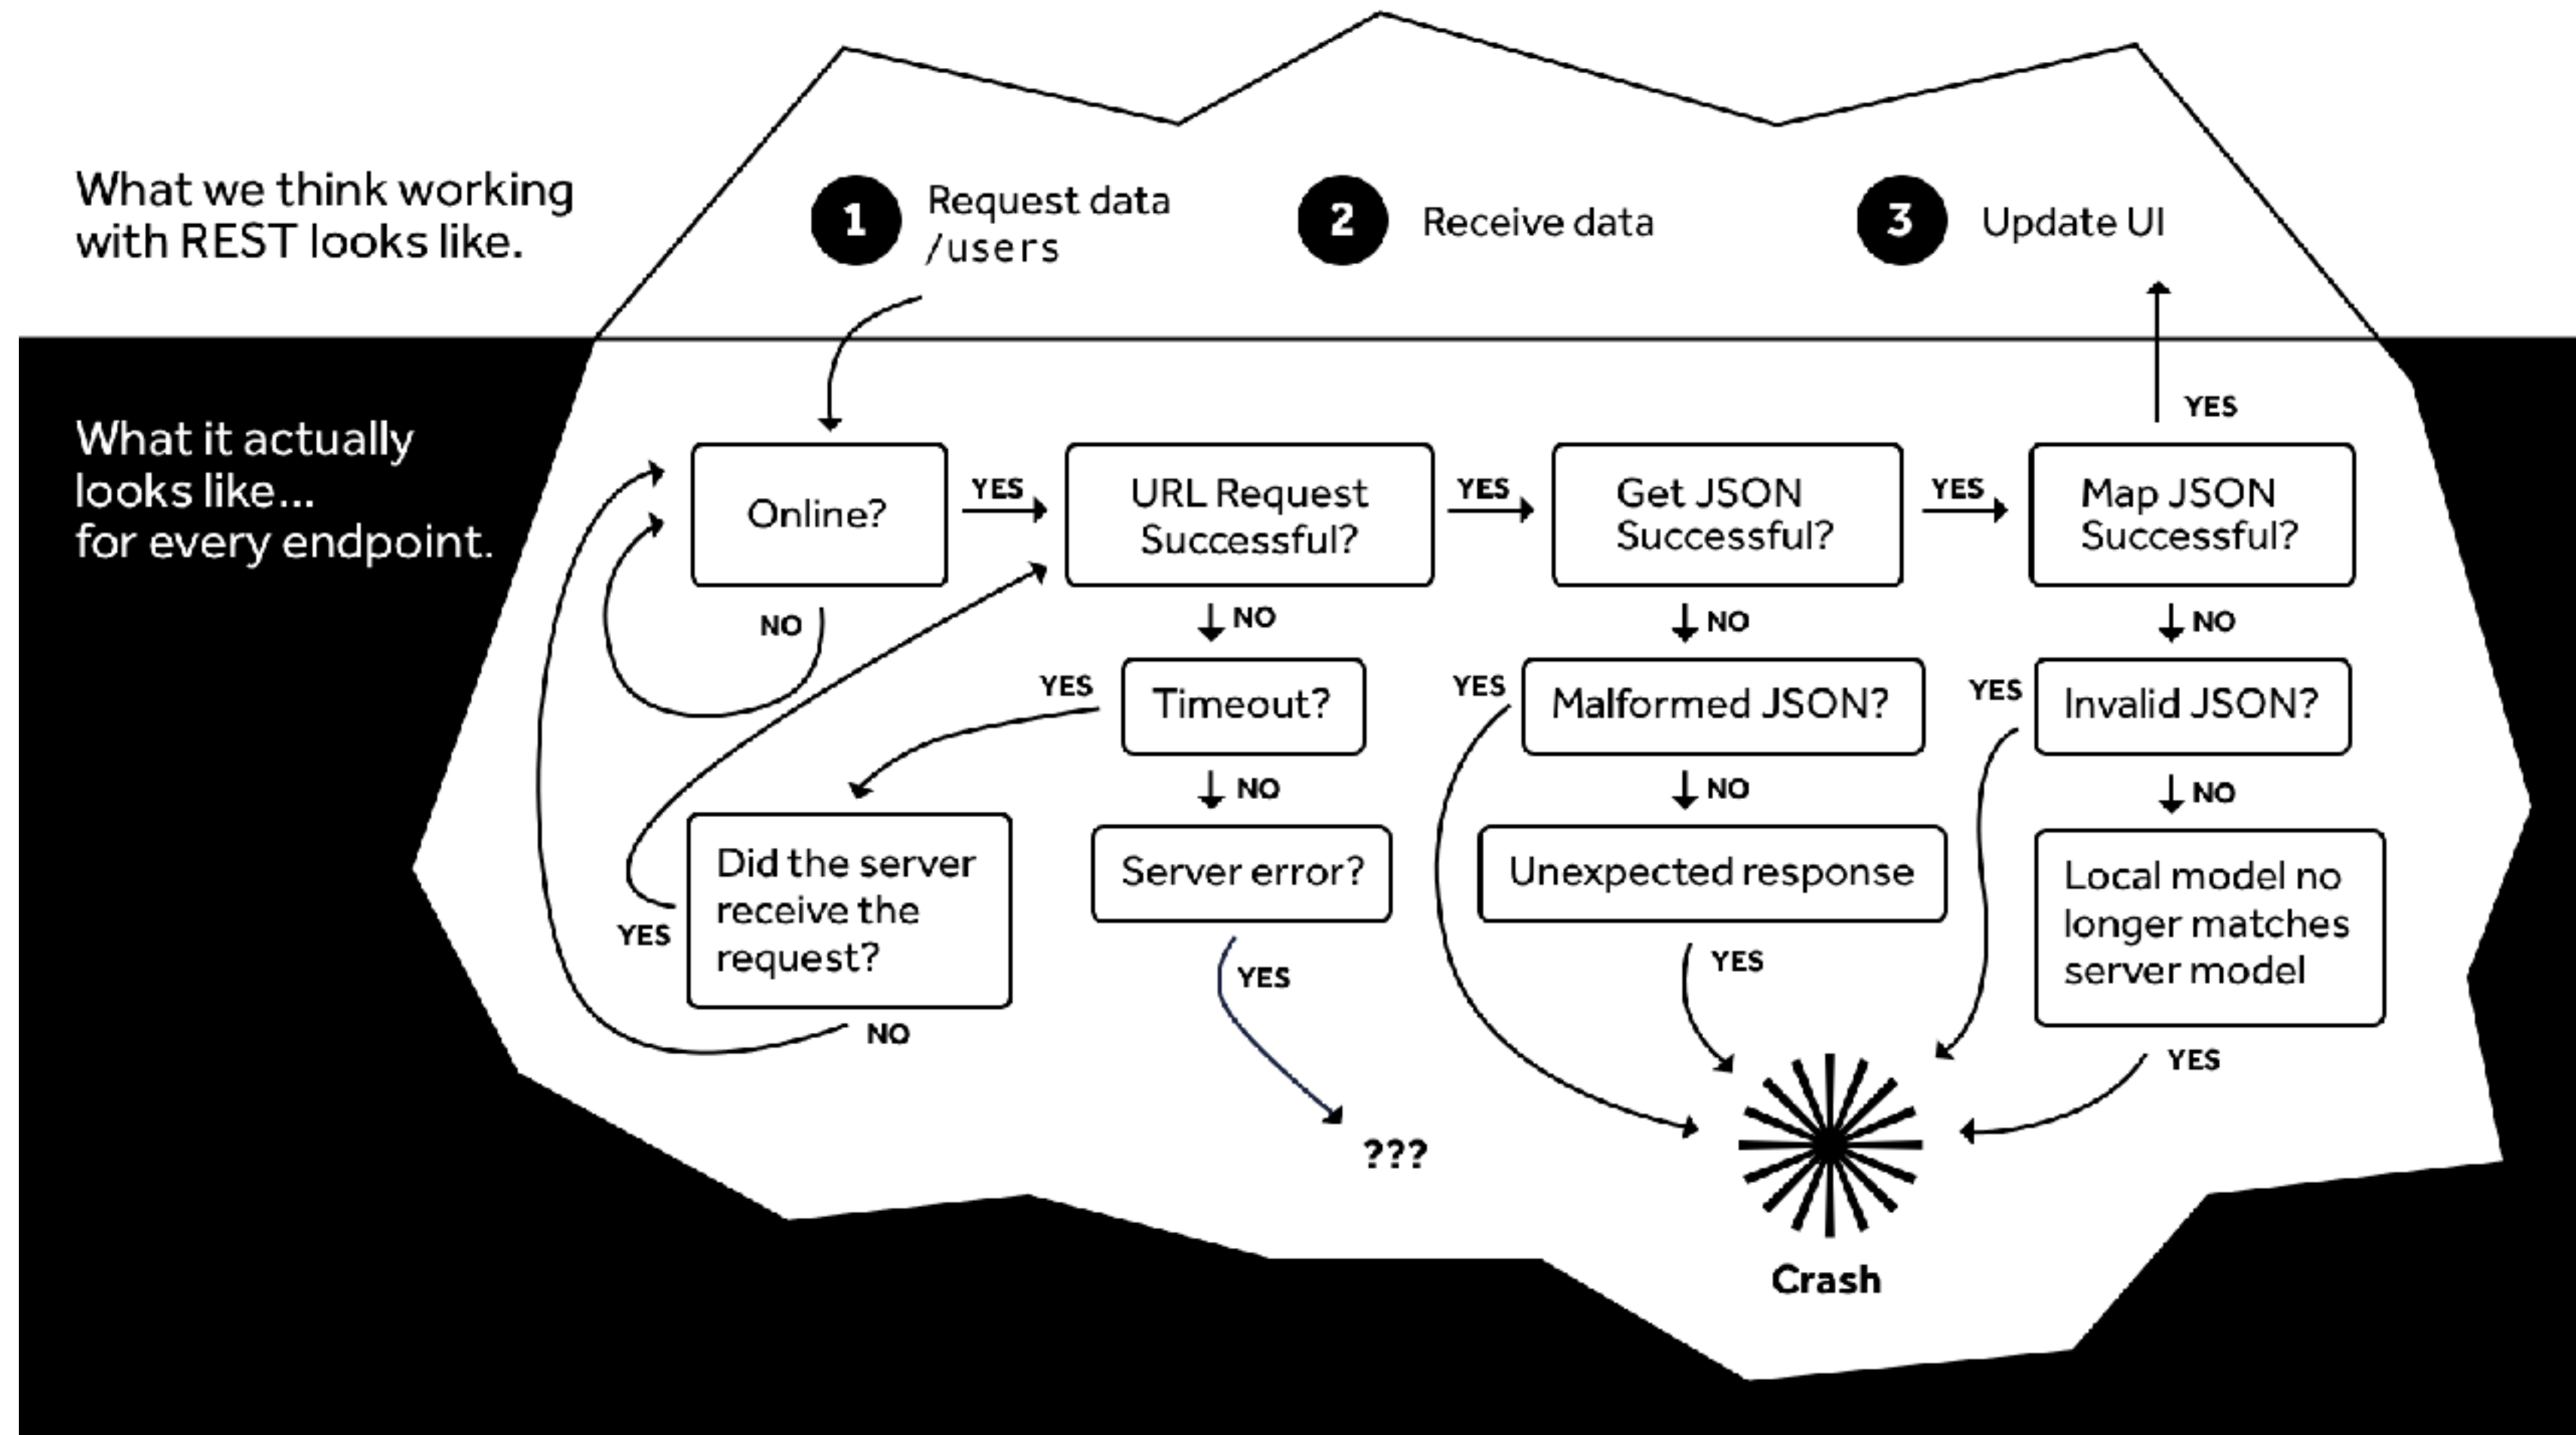 What we think working
with REST looks like.
1
Request data
/users
2
Receive data
3
Update UI
What it actually
looks like...
for every endpoint.
YES
Online?
YES
URL Request
Successful?
YES
Get JSON
Successful?
YES
Map JSON
Successful?
NO
NO
NO
NO
YES
Timeout?
YES
Malformed JSON?
YES
Invalid JSON?
NO
NO
NO
Did the server
receive the
request?
YES
NO
Server error?
YES
???
Unexpected response
YES
Local model no
longer matches
server model
YES
Crash